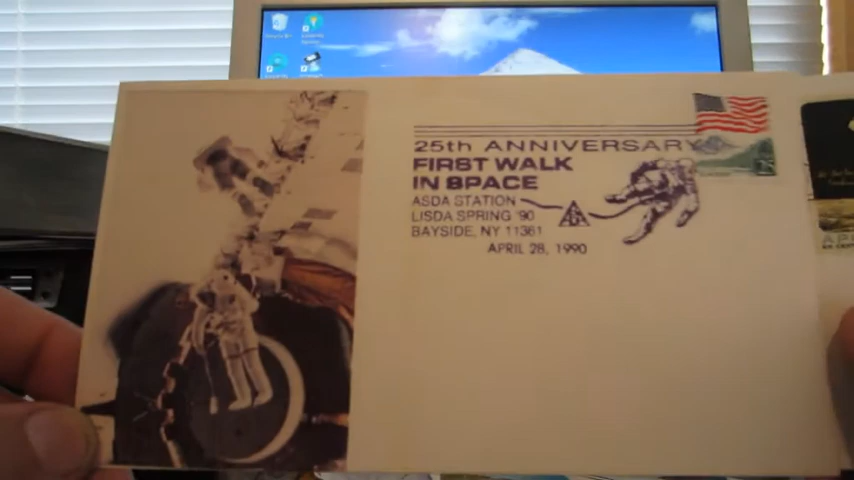 25th ANNIVERSARY
FIRST WALK
IN SPACE
ASDA STATION
LISDA SPRING '90
BAYSIDE, NY 11361
APRIL 28, 1990